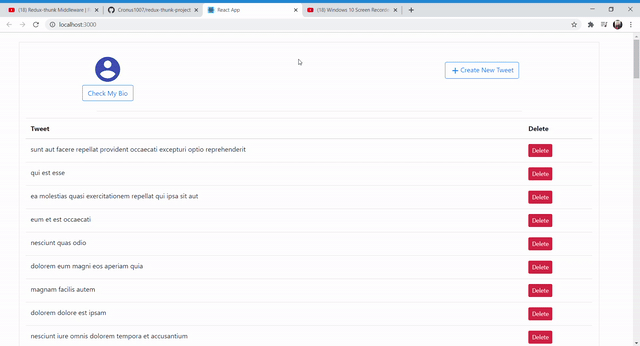 (18) Redux-thunk Middleware | R
Cronus1007/redux-thunk-project
React App
(18) Windows 10 Screen Recordin
localhost:3000
Check My Bio
+ Create New Tweet
Tweet Delete
sunt aut facere repellat provident occaecati excepturi optio reprehenderit Delete
qui est esse Delete
ea molestias quasi exercitationem repellat qui ipsa sit aut Delete
eum et est occaecati Delete
nesciunt quas odio Delete
dolorem eum magni eos aperiam quia Delete
magnam facilis autem Delete
dolorem dolore est ipsam Delete
nesciunt iure omnis dolorem tempora et accusantium Delete